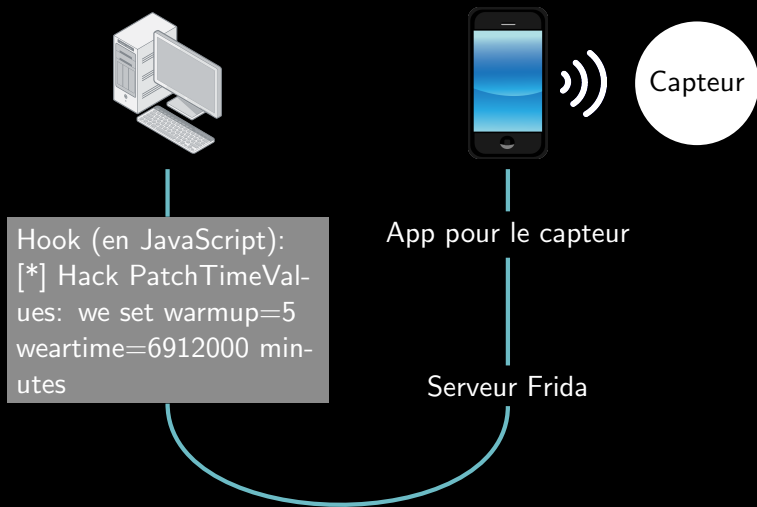 Capteur
Hook (en JavaScript):
[*] Hack PatchTimeVal-
ues: we set warmup=5
weartime=6912000 min-
utes
App pour le capteur
Serveur Frida